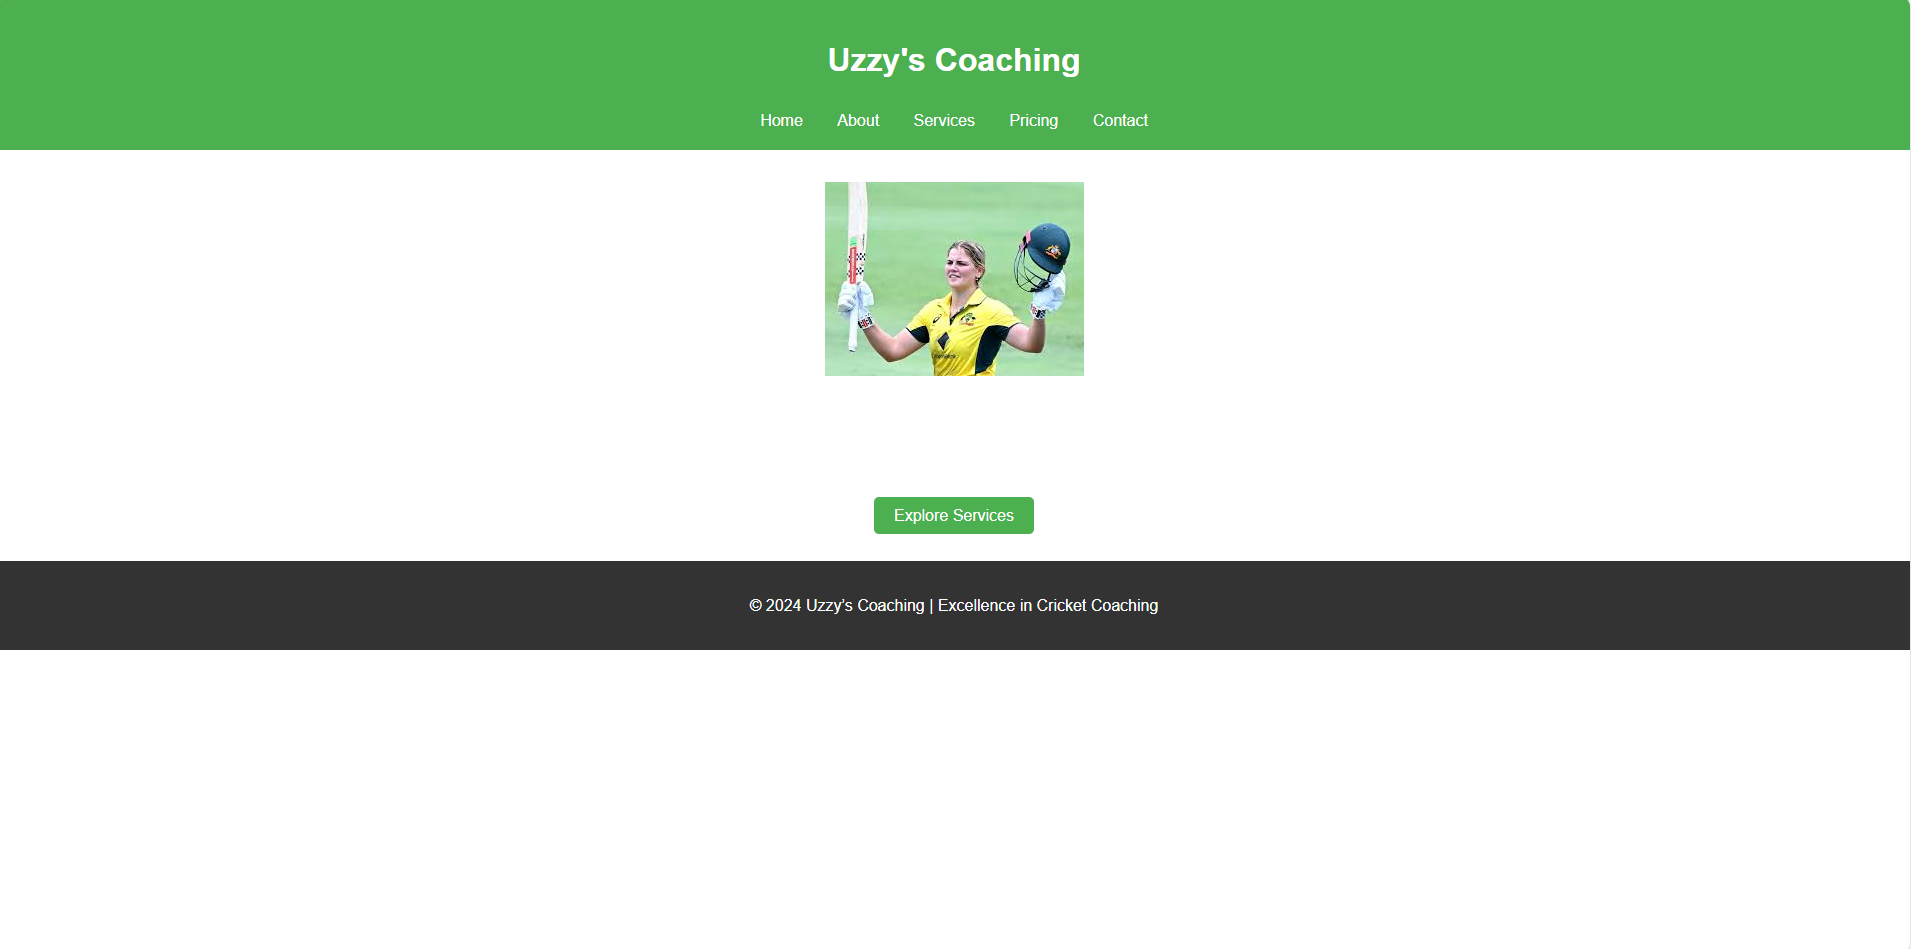 Uzzy's Coaching
Home About Services Pricing Contact
Explore Services
© 2024 Uzzy’s Coaching | Excellence in Cricket Coaching